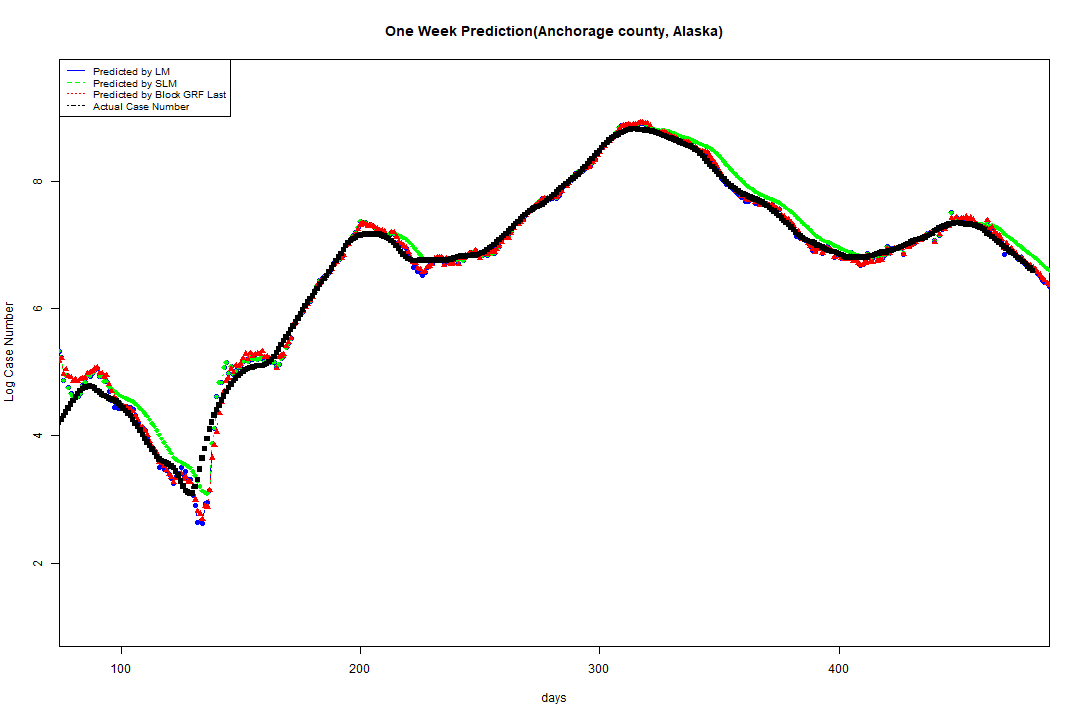 One Week Prediction(Anchorage county, Alaska)
Predicted by LM
Predicted by SLM
Predicted by Block GRF Last
Actual Case Number
Log Case Number
8
6
4
2
100 200 300 400
days